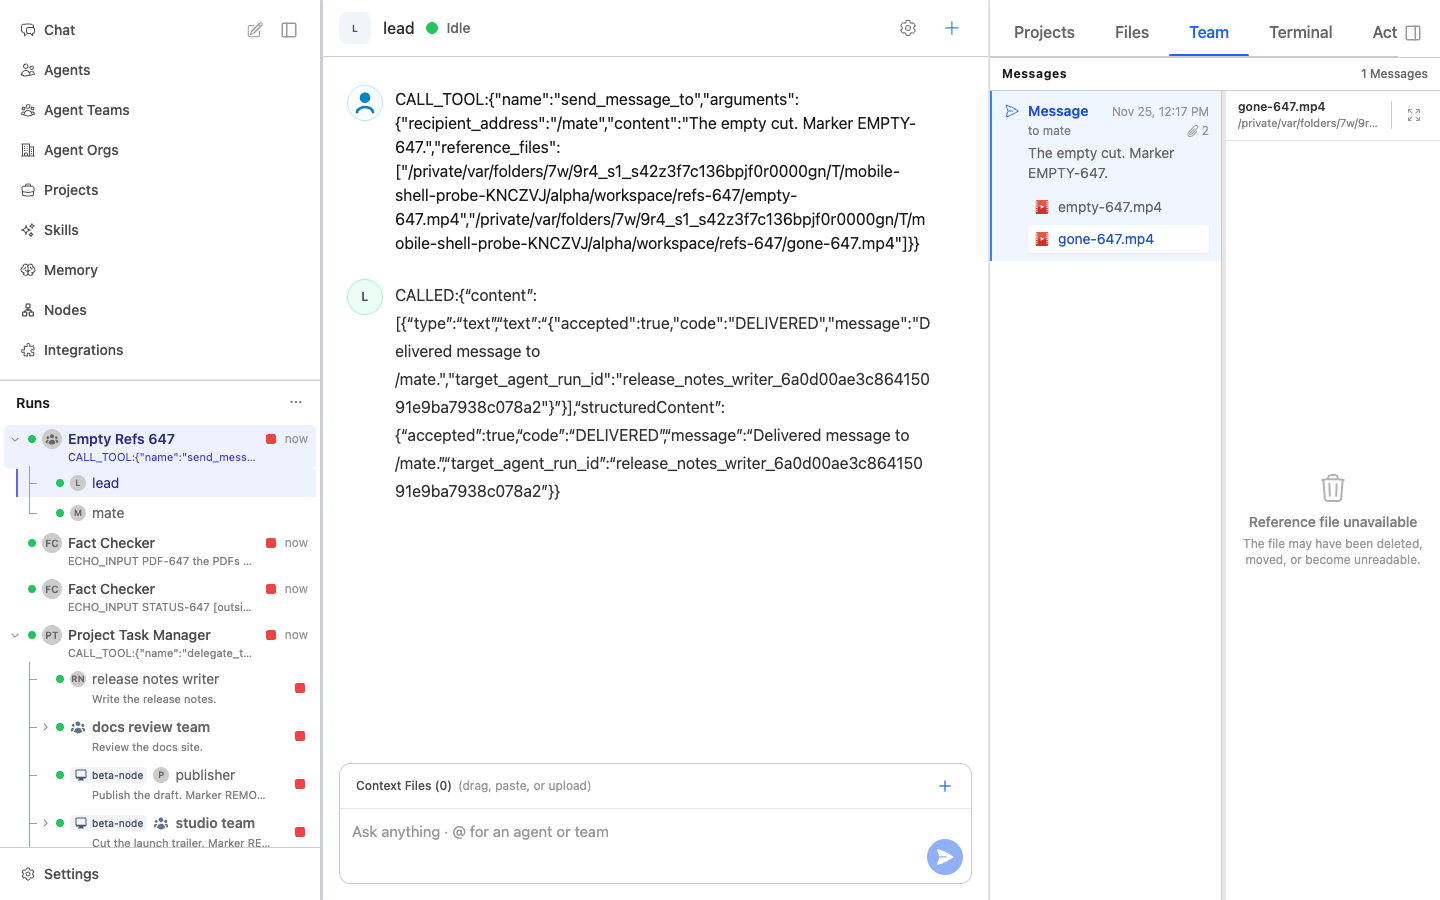 Chat
Agents
Agent Teams
Agent Orgs
Projects
Skills
Memory
Nodes
Integrations
Runs
Empty Refs 647
now
CALL_TOOL:{"name":"send_mess...
L
lead
M
mate
FC
Fact Checker
now
ECHO_INPUT PDF-647 the PDFs ...
FC
Fact Checker
now
ECHO_INPUT STATUS-647 [outsi...
PT
Project Task Manager
now
CALL_TOOL:{"name":"delegate_t...
RN
release notes writer
Write the release notes.
docs review team
Review the docs site.
beta-node
P
publisher
Publish the draft. Marker REMO...
beta-node
studio team
Cut the launch trailer. Marker RE...
Settings
L
lead
Idle
CALL_TOOL:{"name":"send_message_to","arguments":
{"recipient_address":"/mate","content":"The empty cut. Marker EMPTY-
647.","reference_files":
["/private/var/folders/7w/9r4_s1_s42z3f7c136bpjf0r0000gn/T/mobile-
shell-probe-KNCZVJ/alpha/workspace/refs-647/empty-
647.mp4","/private/var/folders/7w/9r4_s1_s42z3f7c136bpjf0r0000gn/T/m
obile-shell-probe-KNCZVJ/alpha/workspace/refs-647/gone-647.mp4"]}}
L
CALLED:{“content”:
[{“type”:“text”,“text”:“{"accepted":true,"code":"DELIVERED","message":"D
elivered message to
/mate.","target_agent_run_id":"release_notes_writer_6a0d00ae3c864150
91e9ba7938c078a2"}”}],“structuredContent”:
{“accepted”:true,“code”:“DELIVERED”,“message”:“Delivered message to
/mate.”,“target_agent_run_id”:“release_notes_writer_6a0d00ae3c864150
91e9ba7938c078a2”}}
Context Files (0) (drag, paste, or upload)
Ask anything · @ for an agent or team
Projects
Files
Team
Terminal
Act
Messages
1 Messages
Message
Nov 25, 12:17 PM
to mate
2
The empty cut. Marker
EMPTY-647.
empty-647.mp4
gone-647.mp4
gone-647.mp4
/private/var/folders/7w/9r...
Reference file unavailable
The file may have been deleted,
moved, or become unreadable.